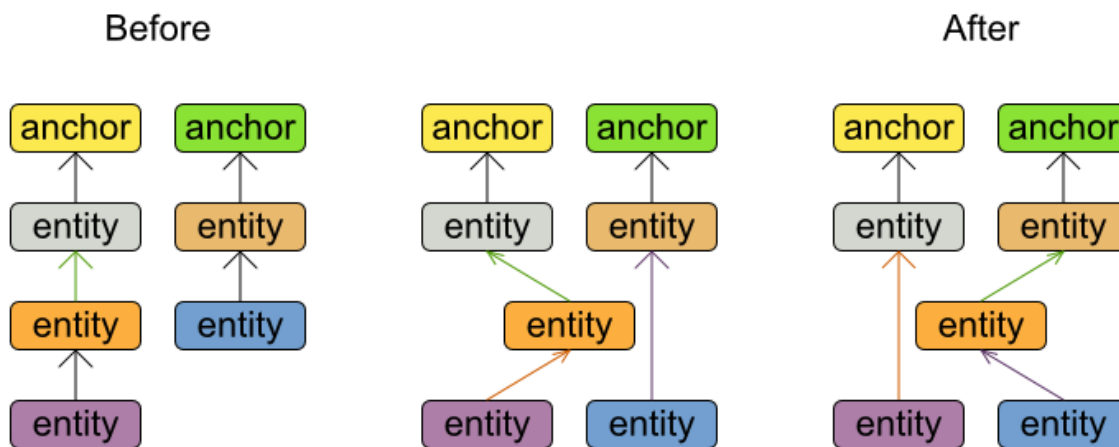 Before After
anchor anchor anchor anchor anchor anchor
entity entity entity entity entity entity
entity entity entity entity
entity entity entity entity entity